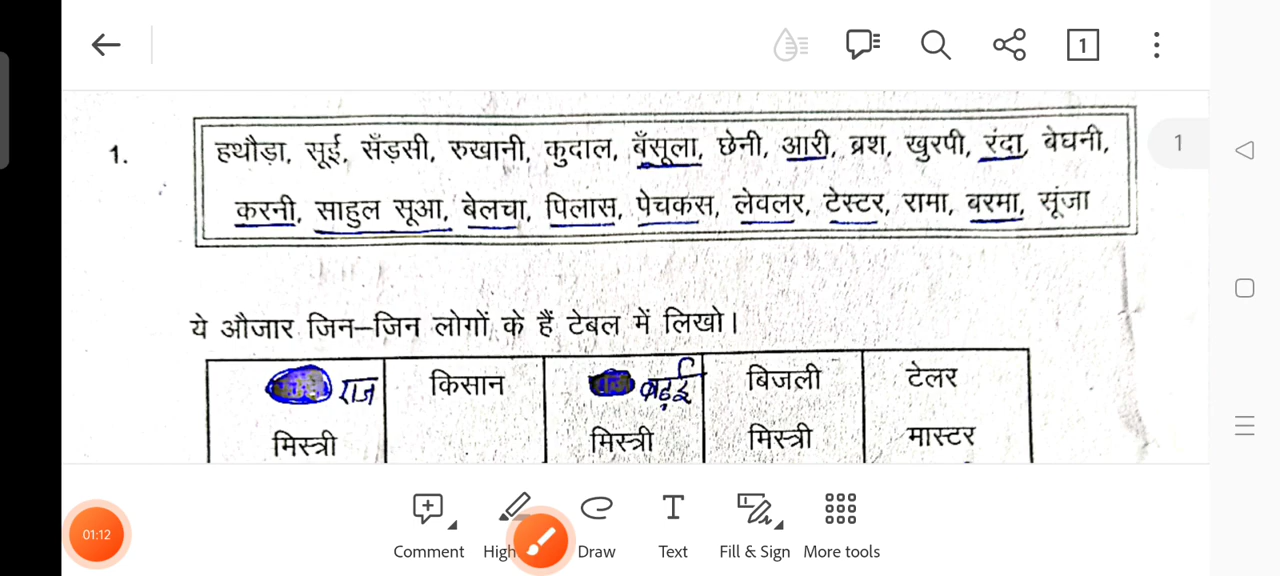 1
1.
हथौड़ा, सूई, सँड़सी, रुखानी, कुदाल, बँसूला, छेनी, आरी, ब्रश, खुरपी, रंदा, बेघनी,
करनी, साहुल सूआ, बेलचा, पिलास, पेचकस, लेवलर, टेस्टर, रामा, बरमा, सूंजा
1
ये औजार जिन–जिन लोगों के हैं टेबल में लिखो।
राज मिस्त्री
किसान
बढ़ई मिस्त्री
बिजली मिस्त्री
टेलर मास्टर
01:12
Comment
High
Draw
Text
Fill & Sign
More tools